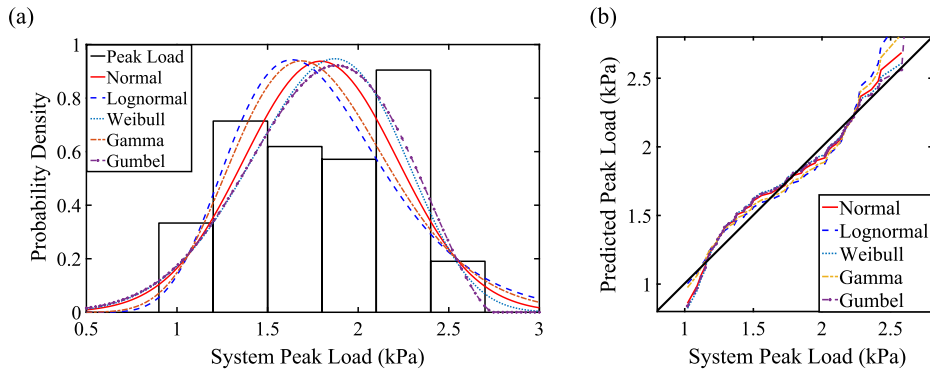 (a)
Probability Density
1
0.8
0.6
0.4
0.2
0
Peak Load
Normal
Lognormal
Weibull
Gamma
Gumbel
0.5
1
1.5
2
2.5
3
System Peak Load (kPa)
(b)
Predicted Peak Load (kPa)
2.5
2
1.5
1
Normal
Lognormal
Weibull
Gamma
Gumbel
1
1.5
2
2.5
System Peak Load (kPa)